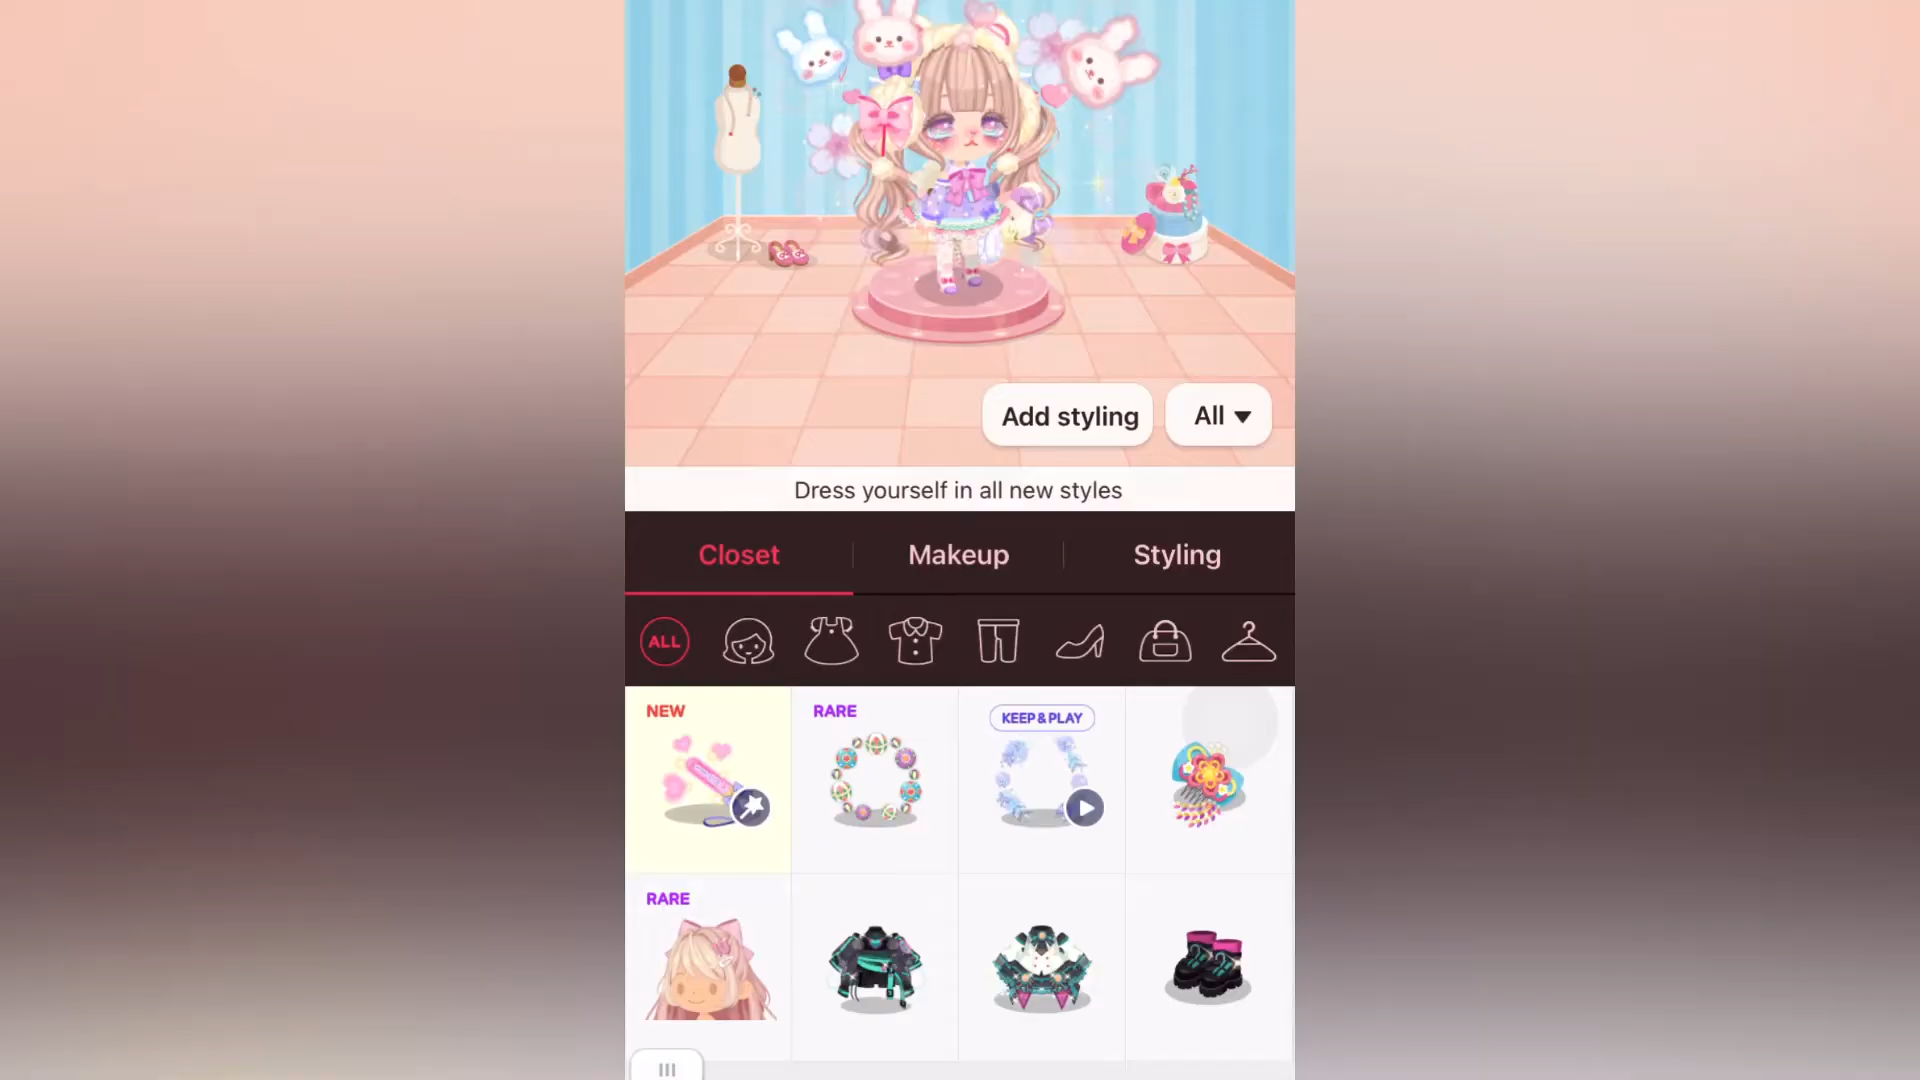 Add styling
All
Dress yourself in all new styles
Closet
Makeup
Styling
ALL
NEW
RARE
KEEP & PLAY
RARE